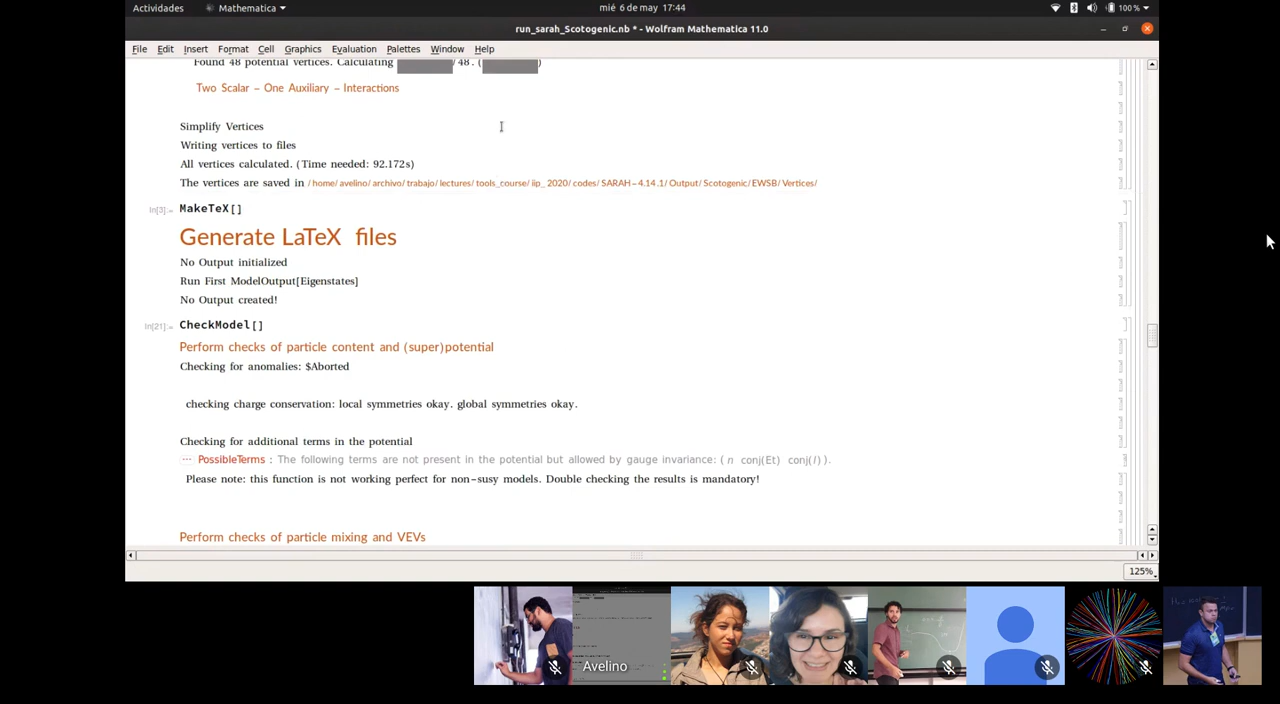 Actividades
Mathematica
mié 6 de may 17:44
100 %
run_sarah_Scotogenic.nb * - Wolfram Mathematica 11.0
File Edit Insert Format Cell Graphics Evaluation Palettes Window Help
Found 48 potential vertices. Calculating /48. ( )
Two Scalar – One Auxiliary – Interactions
Simplify Vertices
Writing vertices to files
All vertices calculated. (Time needed: 92.172s)
The vertices are saved in /home/avelino/archivo/trabajo/lectures/tools_course/iip_2020/codes/SARAH-4.14.1/Output/Scotogenic/EWSB/Vertices/
In[3]:= MakeTeX[]
Generate LaTeX files
No Output initialized
Run First ModelOutput[Eigenstates]
No Output created!
In[21]:= CheckModel[]
Perform checks of particle content and (super)potential
Checking for anomalies: $Aborted
checking charge conservation: local symmetries okay. global symmetries okay.
Checking for additional terms in the potential
PossibleTerms : The following terms are not present in the potential but allowed by gauge invariance: ( n conj(Et) conj(l) ).
Please note: this function is not working perfect for non-susy models. Double checking the results is mandatory!
Perform checks of particle mixing and VEVs
125%
Avelino